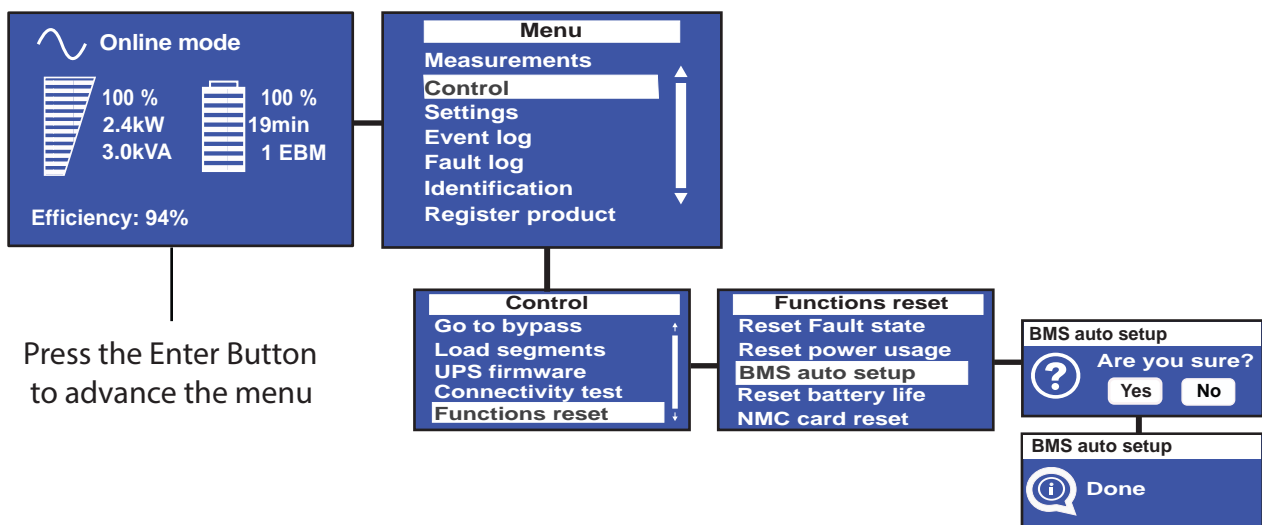 Online mode
100 %
2.4kW
3.0kVA
100 %
19min
1 EBM
Efficiency: 94%
Press the Enter Button
to advance the menu
Menu
Measurements
Control
Settings
Event log
Fault log
Identification
Register product
Control
Go to bypass
Load segments
UPS firmware
Connectivity test
Functions reset
Functions reset
Reset Fault state
Reset power usage
BMS auto setup
Reset battery life
NMC card reset
BMS auto setup
?
Are you sure?
Yes No
BMS auto setup
i
Done